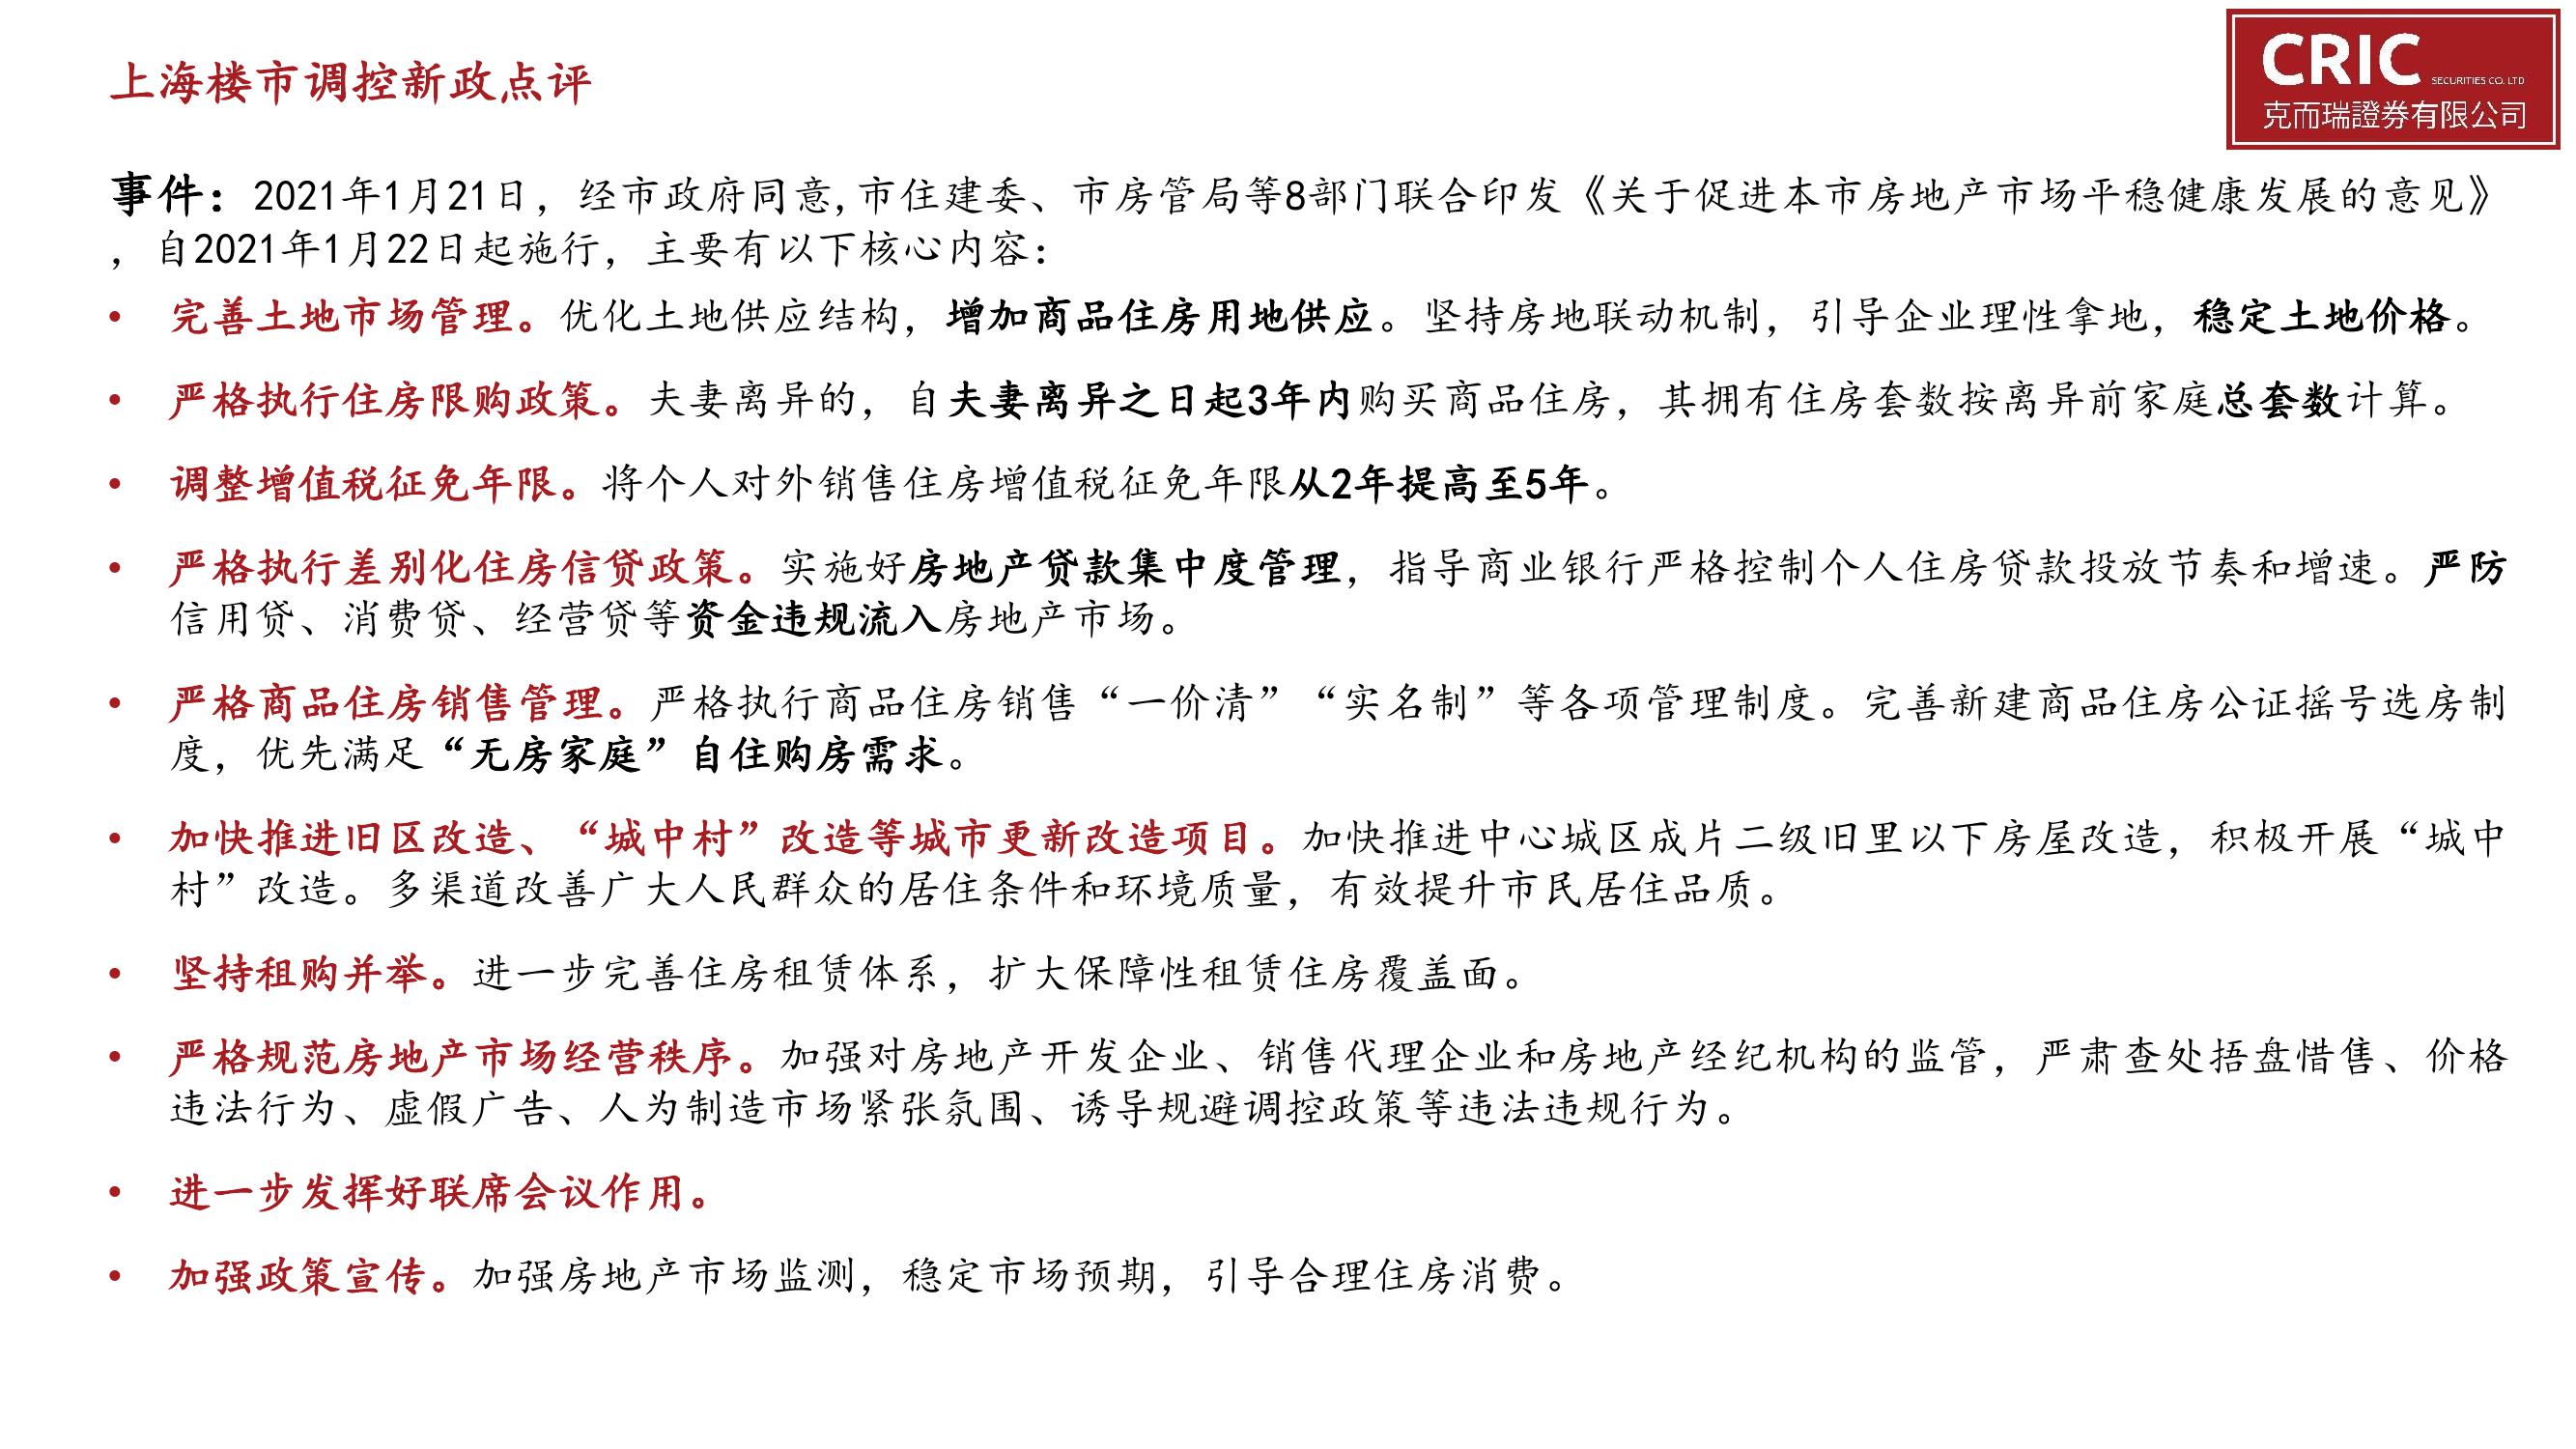 上海楼市调控新政点评
CRIC SECURITIES CO. LTD
克而瑞證券有限公司
事件：2021年1月21日，经市政府同意,市住建委、市房管局等8部门联合印发《关于促进本市房地产市场平稳健康发展的意见》
，自2021年1月22日起施行，主要有以下核心内容：
• 完善土地市场管理。优化土地供应结构，增加商品住房用地供应。坚持房地联动机制，引导企业理性拿地，稳定土地价格。
• 严格执行住房限购政策。夫妻离异的，自夫妻离异之日起3年内购买商品住房，其拥有住房套数按离异前家庭总套数计算。
• 调整增值税征免年限。将个人对外销售住房增值税征免年限从2年提高至5年。
• 严格执行差别化住房信贷政策。实施好房地产贷款集中度管理，指导商业银行严格控制个人住房贷款投放节奏和增速。严防
信用贷、消费贷、经营贷等资金违规流入房地产市场。
• 严格商品住房销售管理。严格执行商品住房销售“一价清”“实名制”等各项管理制度。完善新建商品住房公证摇号选房制
度，优先满足“无房家庭”自住购房需求。
• 加快推进旧区改造、“城中村”改造等城市更新改造项目。加快推进中心城区成片二级旧里以下房屋改造，积极开展“城中
村”改造。多渠道改善广大人民群众的居住条件和环境质量，有效提升市民居住品质。
• 坚持租购并举。进一步完善住房租赁体系，扩大保障性租赁住房覆盖面。
• 严格规范房地产市场经营秩序。加强对房地产开发企业、销售代理企业和房地产经纪机构的监管，严肃查处捂盘惜售、价格
违法行为、虚假广告、人为制造市场紧张氛围、诱导规避调控政策等违法违规行为。
• 进一步发挥好联席会议作用。
• 加强政策宣传。加强房地产市场监测，稳定市场预期，引导合理住房消费。